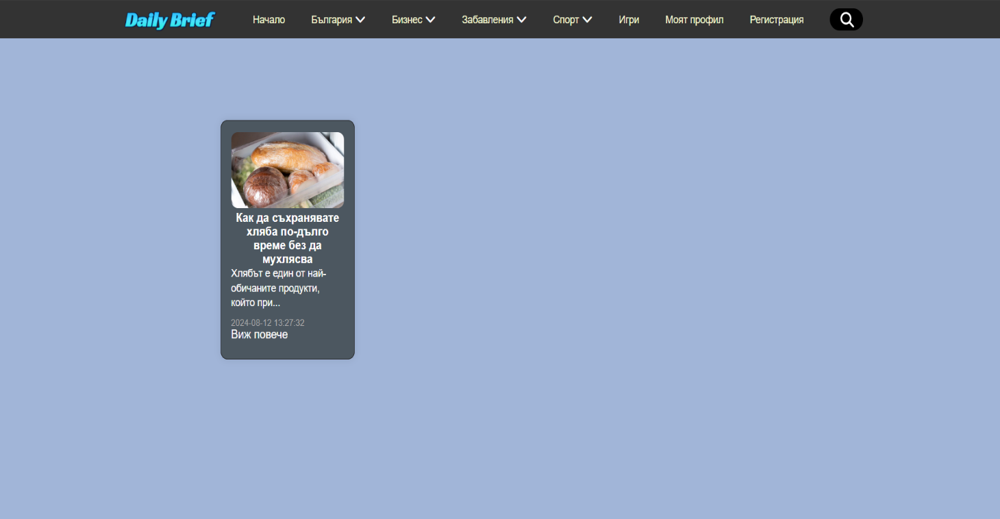 Daily Brief Начало България Бизнес Забавления Спорт Игри Моят профил Регистрация
Как да съхранявате
хляба по-дълго
време без да
мухлясва
Хлябът е един от най-
обичаните продукти,
който при...
2024-08-12 13:27:32
Виж повече